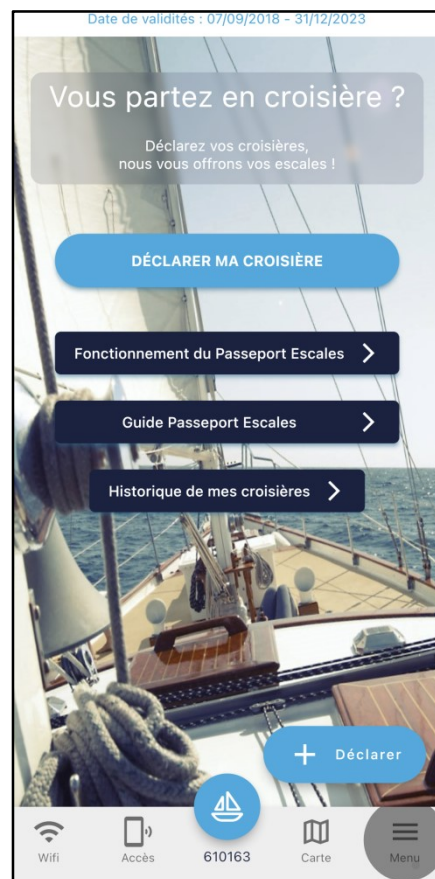 Date de validités : 07/09/2018 - 31/12/2023
Vous partez en croisière ?
Déclarez vos croisières,
nous vous offrons vos escales !
DÉCLARER MA CROISIÈRE
Fonctionnement du Passeport Escales
Guide Passeport Escales
Historique de mes croisières
+ Déclarer
Wifi
Accès
610163
Carte
Menu